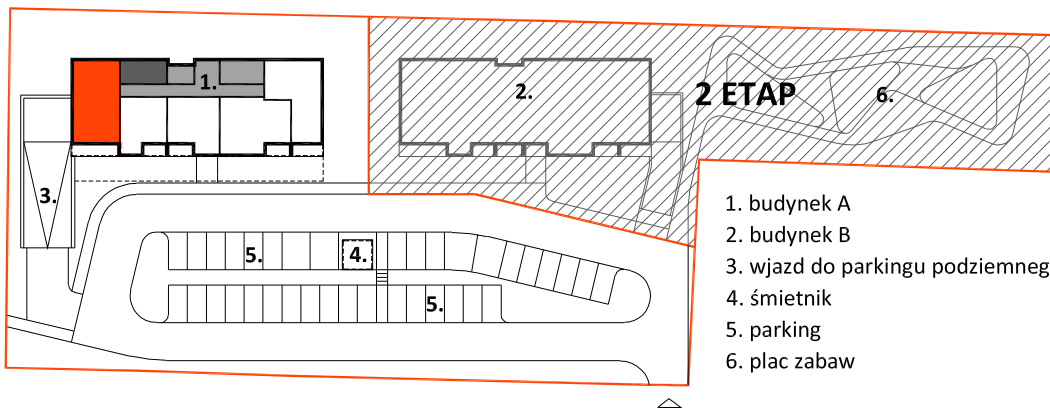 1.
2.
2 ETAP
6.
3.
5.
4.
5.
1. budynek A
2. budynek B
3. wjazd do parkingu podziemneg
4. śmietnik
5. parking
6. plac zabaw